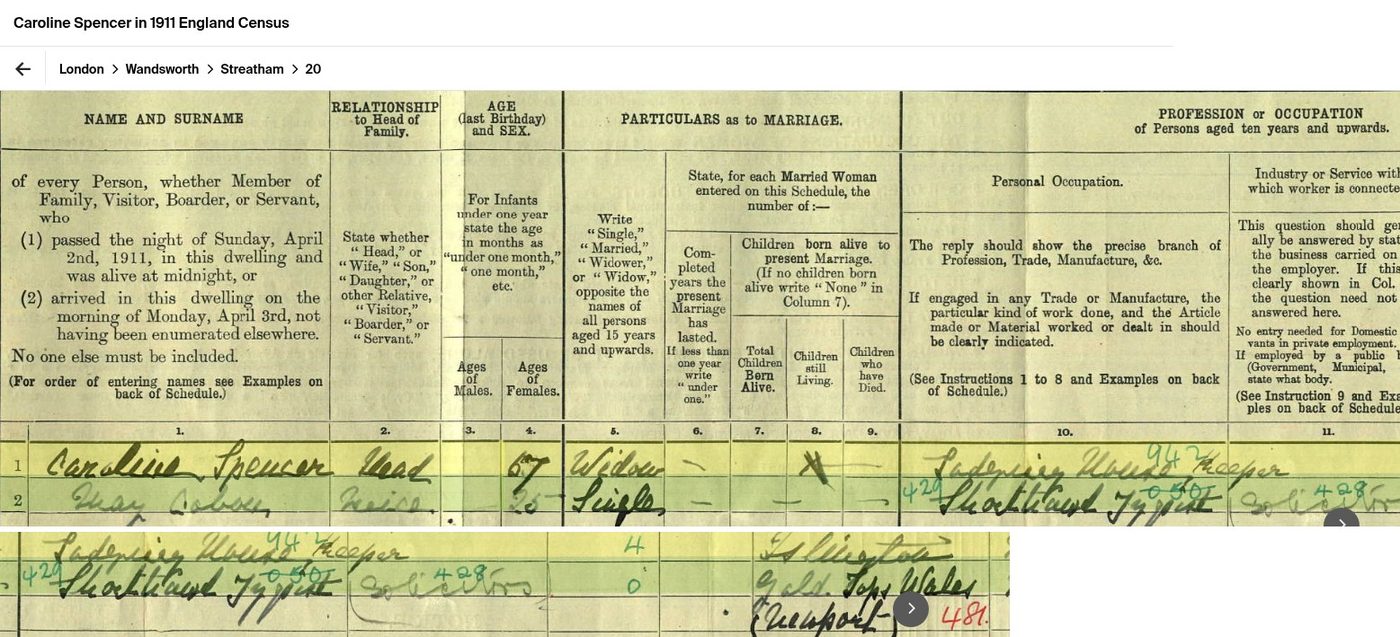 Caroline Spencer in 1911 England Census
London > Wandsworth > Streatham > 20
NAME AND SURNAME
RELATIONSHIP
to Head of
Family.
AGE
(last Birthday)
and SEX.
PARTICULARS as to MARRIAGE.
PROFESSION or OCCUPATION
of Persons aged ten years and upwards.
of every Person, whether Member of
Family, Visitor, Boarder, or Servant,
who
(1) passed the night of Sunday, April
2nd, 1911, in this dwelling and
was alive at midnight, or
(2) arrived in this dwelling on the
morning of Monday, April 3rd, not
having been enumerated elsewhere.
No one else must be included.
(For order of entering names see Examples on
back of Schedule.)
State whether
"Head," or
"Wife," "Son,"
"Daughter," or
other Relative,
"Visitor,"
"Boarder," or
"Servant."
For Infants
under one year
state the age
in months as
"under one month,"
"one month,"
etc.
Ages
of
Males.
Ages
of
Females.
Write
"Single,"
"Married,"
"Widower,"
or "Widow,"
opposite the
names of
all persons
aged 15 years
and upwards.
State, for each Married Woman
entered on this Schedule, the
number of:—
Com-
pleted
years the
present
Marriage
has
lasted.
If less than
one year
write
"under
one."
Children born alive to
present Marriage.
(If no children born
alive write "None" in
Column 7).
Total
Children
Born
Alive.
Children
still
Living.
Children
who
have
Died.
Personal Occupation.
The reply should show the precise branch of
Profession, Trade, Manufacture, &c.
If engaged in any Trade or Manufacture, the
particular kind of work done, and the Article
made or Material worked or dealt in should
be clearly indicated.
(See Instructions 1 to 8 and Examples on back
of Schedule.)
Industry or Service wit
which worker is connecte
This question should ge
ally be answered by stat
the business carried on
the employer. If this
clearly shown in Col.
the question need not
answered here.
No entry needed for Domestic
vants in private employment.
If employed by a public
(Government, Municipal,
state what body.
(See Instruction 9 and Exa
ples on back of Schedule
1. 2. 3. 4. 5. 6. 7. 8. 9. 10. 11.
1 Caroline Spencer Head 67 Widow — X — House Keeper 942
2 May Neice 25 Single — — — 429 Shorthand Typist 050 Solicitors 428
House Keeper 942 4 Islington
429 Shorthand Typist 050 Solicitors 428 0 Gold Tops Wales
(Newport) 481.